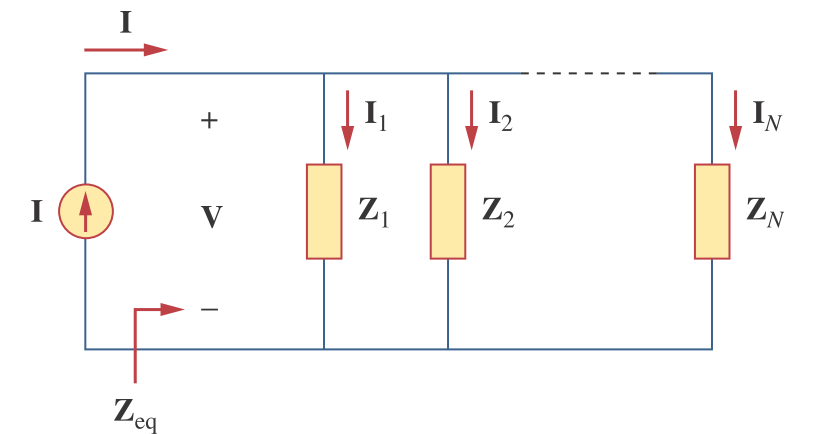 I
+
I₁
I₂
I_N
I
V
Z₁
Z₂
Z_N
−
Z_eq